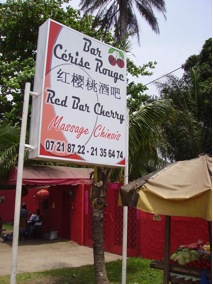 Bar
Cérise Rouge
红樱桃酒吧
Red Bar Cherry
Massage Chinois
07 21 87 22 - 21 35 64 74